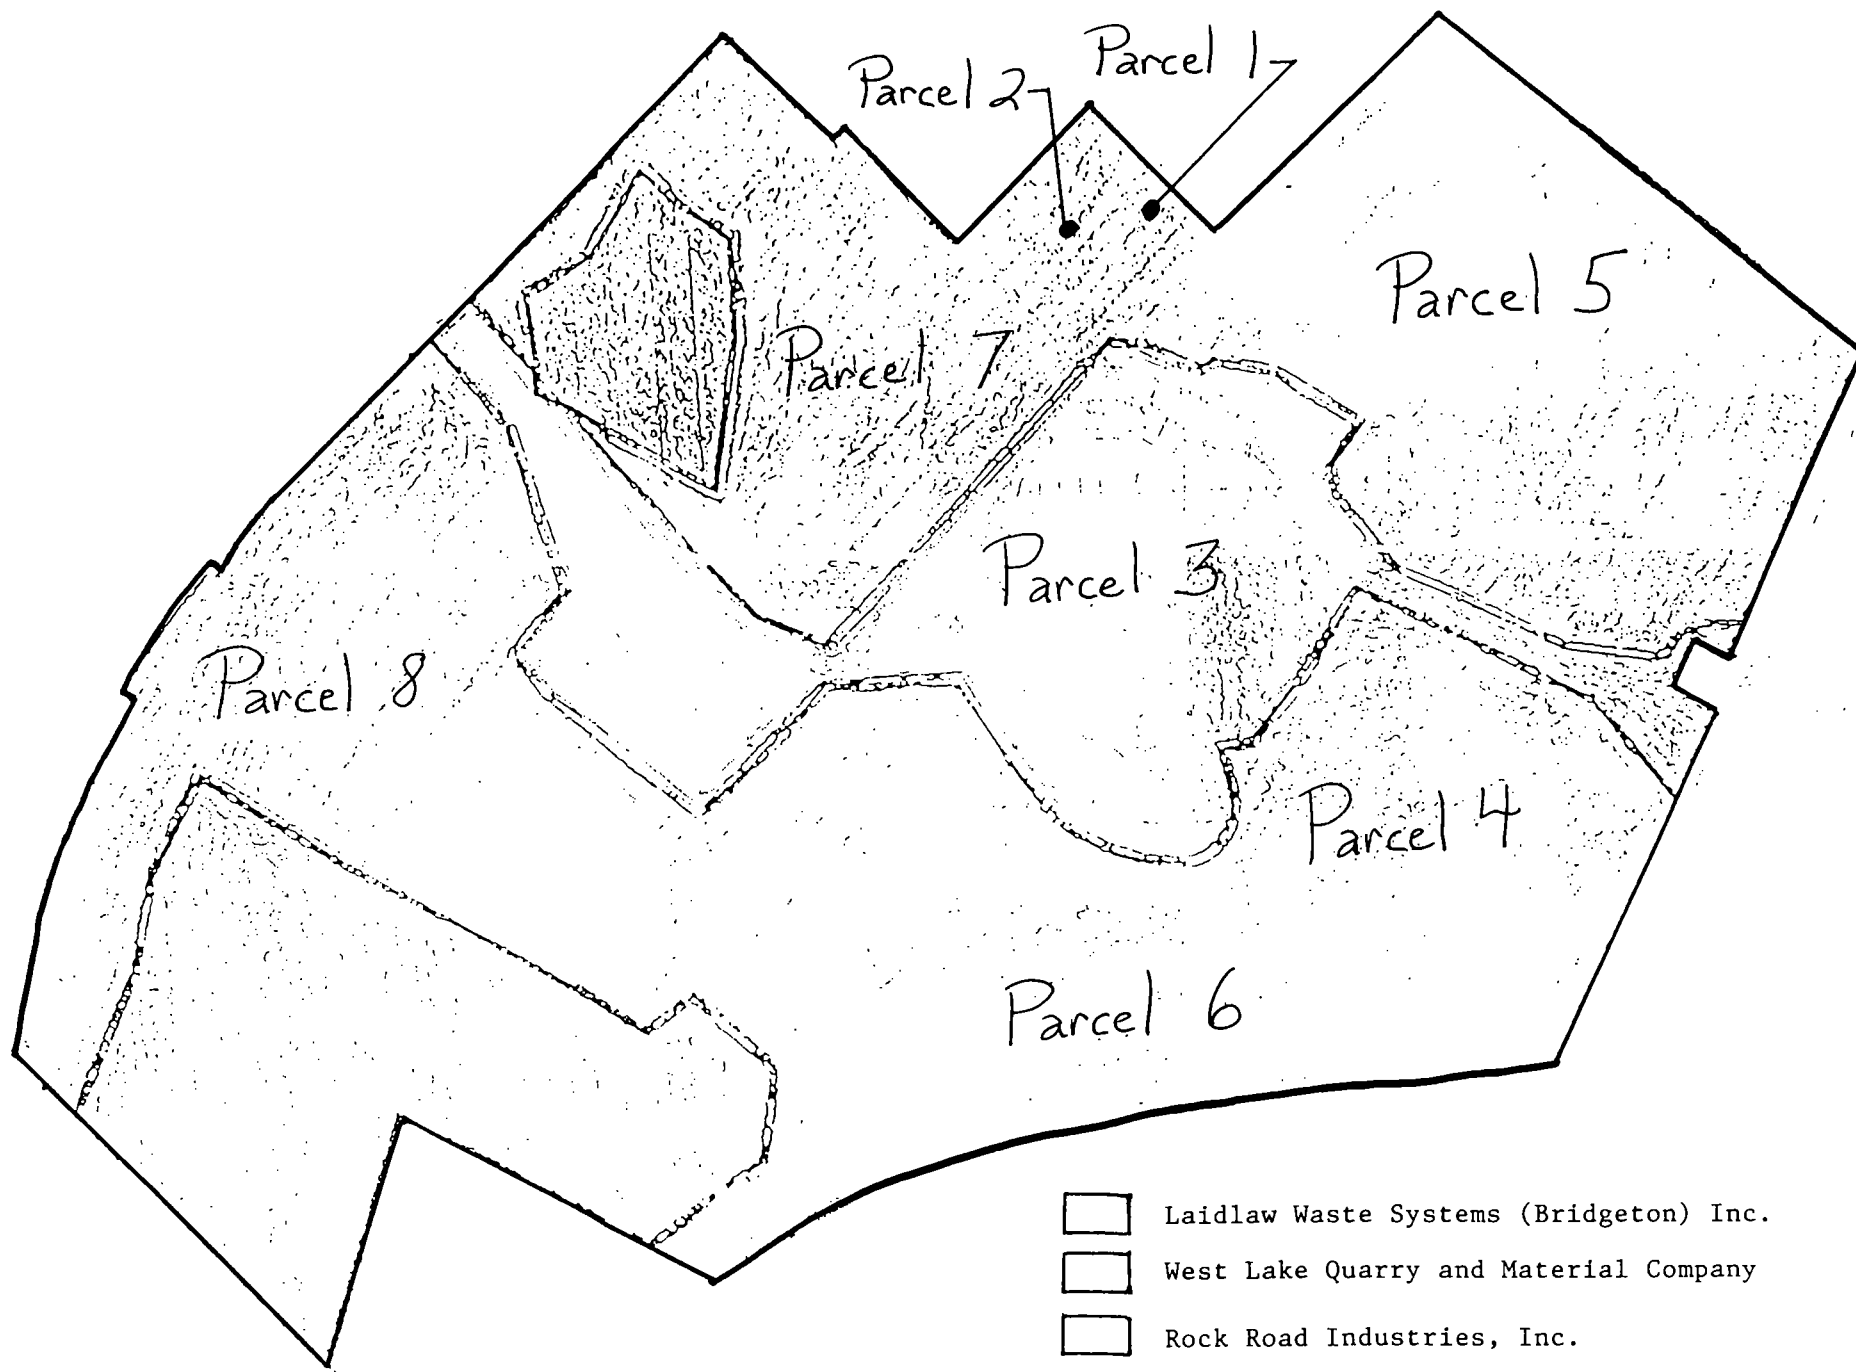 Parcel 1
Parcel 2
Parcel 5
Parcel 7
Parcel 3
Parcel 8
Parcel 4
Parcel 6
Laidlaw Waste Systems (Bridgeton) Inc.
West Lake Quarry and Material Company
Rock Road Industries, Inc.